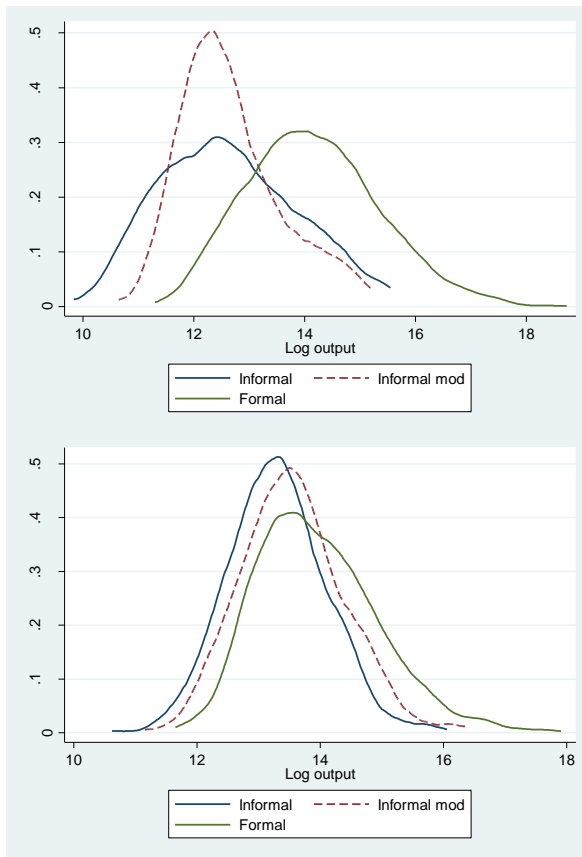 .5
.4
.3
.2
.1
0
10 12 14 16 18
Log output
Informal Informal mod
Formal
.5
.4
.3
.2
.1
0
10 12 14 16 18
Log output
Informal Informal mod
Formal